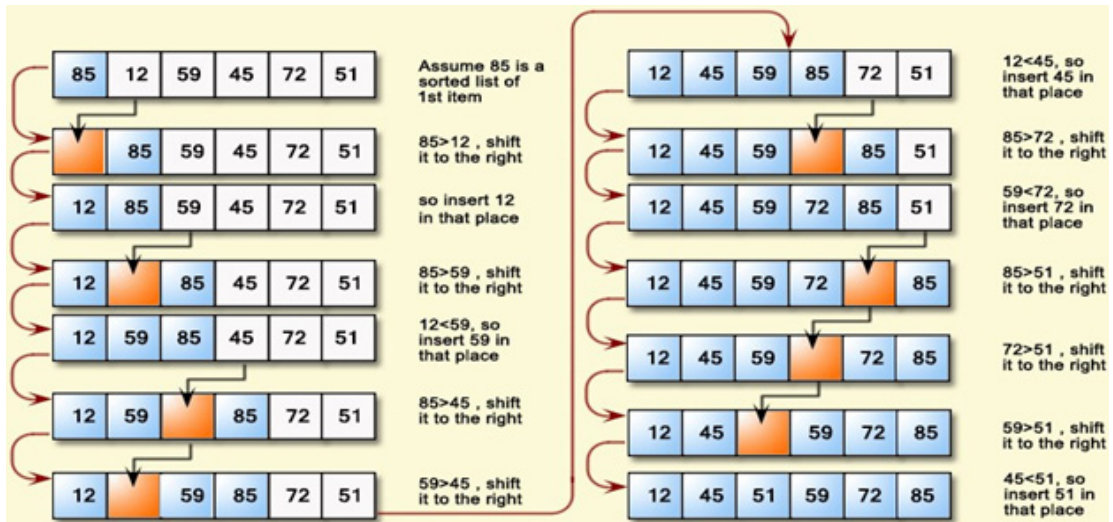 85 12 59 45 72 51
Assume 85 is a
sorted list of
1st item
85 59 45 72 51
85>12 , shift
it to the right
12 85 59 45 72 51
so insert 12
in that place
12 85 45 72 51
85>59 , shift
it to the right
12 59 85 45 72 51
12<59, so
insert 59 in
that place
12 59 85 72 51
85>45 , shift
it to the right
12 59 85 72 51
59>45 , shift
it to the right
12 45 59 85 72 51
12<45, so
insert 45 in
that place
12 45 59 85 51
85>72 , shift
it to the right
12 45 59 72 85 51
59<72, so
insert 72 in
that place
12 45 59 72 85
85>51 , shift
it to the right
12 45 59 72 85
72>51 , shift
it to the right
12 45 59 72 85
59>51 , shift
it to the right
12 45 51 59 72 85
45<51, so
insert 51 in
that place